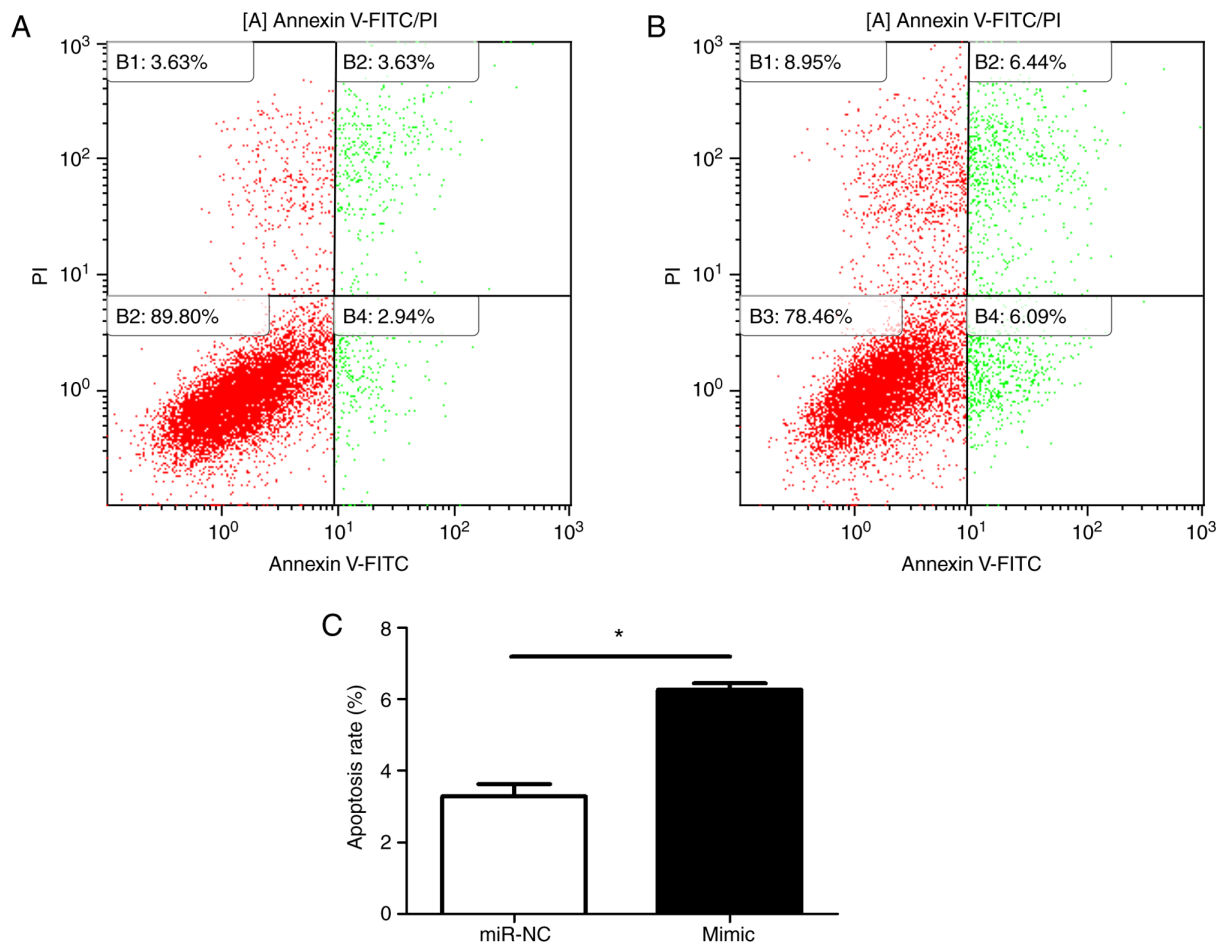 A
[A] Annexin V-FITC/PI
10³
B1: 3.63%
B2: 3.63%
10²
PI
10¹
B2: 89.80%
B4: 2.94%
10⁰
10⁰ 10¹ 10² 10³
Annexin V-FITC
B
[A] Annexin V-FITC/PI
10³
B1: 8.95%
B2: 6.44%
10²
PI
10¹
B3: 78.46%
B4: 6.09%
10⁰
10⁰ 10¹ 10² 10³
Annexin V-FITC
C
8
*
6
Apoptosis rate (%)
4
2
0
miR-NC Mimic